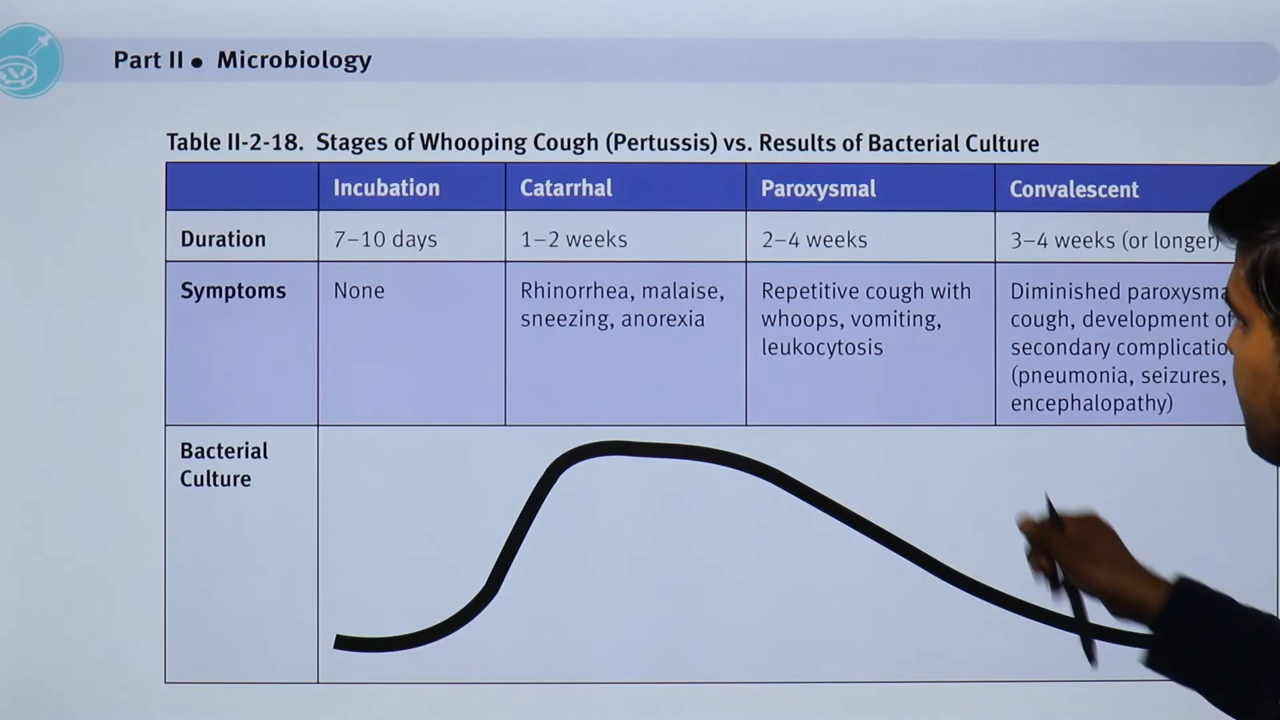 Part II ● Microbiology
Table II-2-18. Stages of Whooping Cough (Pertussis) vs. Results of Bacterial Culture
Incubation Catarrhal Paroxysmal Convalescent
Duration 7–10 days 1–2 weeks 2–4 weeks 3–4 weeks (or longer)
Symptoms None Rhinorrhea, malaise, Repetitive cough with Diminished
sneezing, anorexia whoops, vomiting, cough, development
leukocytosis secondary
(pneumonia, seizures,
encephalopathy)
Bacterial
Culture